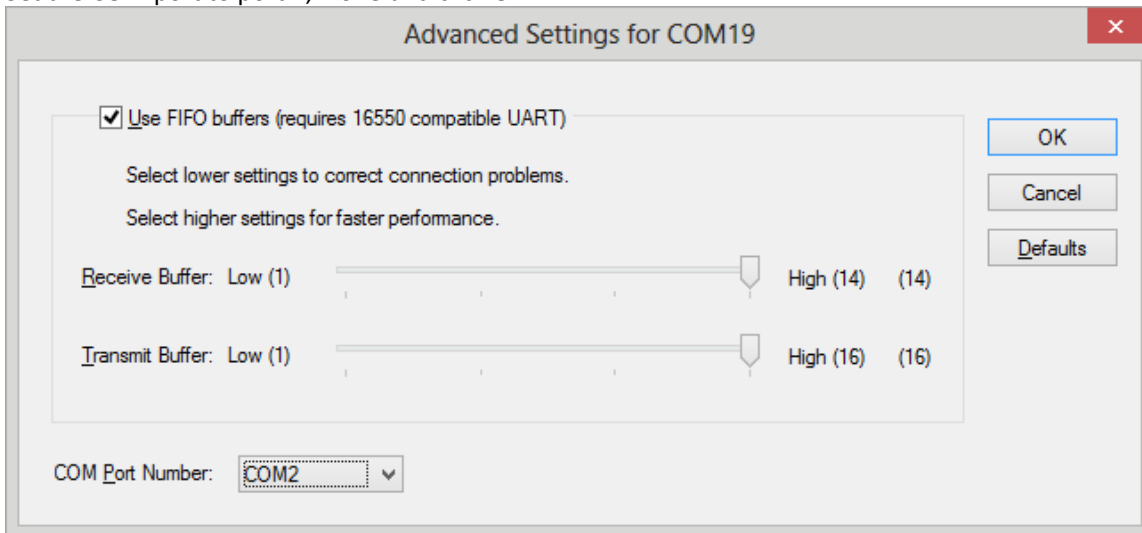 Advanced Settings for COM19
Use FIFO buffers (requires 16550 compatible UART)
OK
Select lower settings to correct connection problems.
Cancel
Select higher settings for faster performance.
Defaults
Receive Buffer: Low (1) High (14) (14)
Transmit Buffer: Low (1) High (16) (16)
COM Port Number: COM2